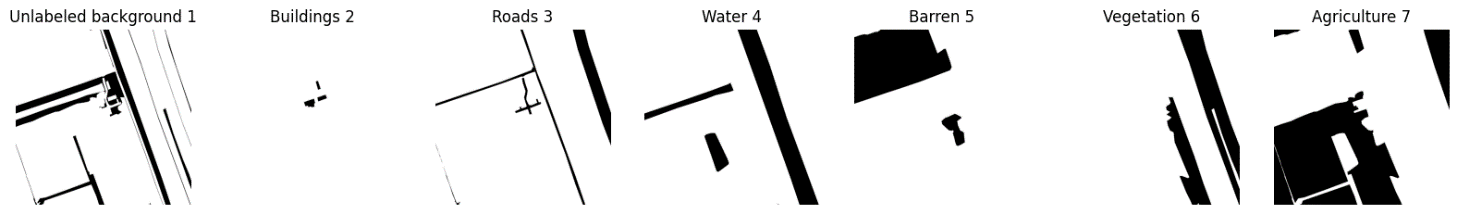 Unlabeled background 1
Buildings 2
Roads 3
Water 4
Barren 5
Vegetation 6
Agriculture 7